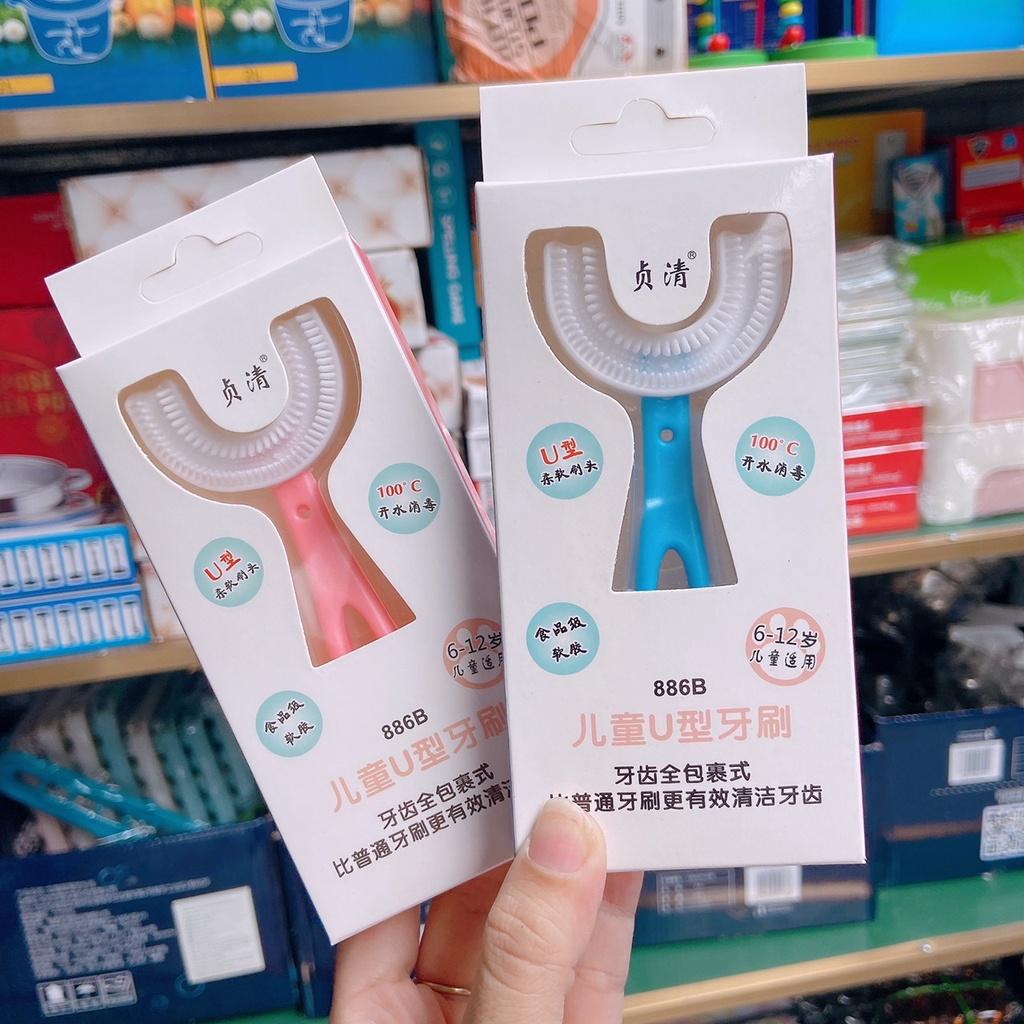 贞清®
U型
柔软刷头
100°C
开水消毒
食品级
软胶
6-12岁
儿童适用
886B
儿童U型牙刷
牙齿全包裹式
比普通牙刷更有效清
贞清®
U型
柔软刷头
100°C
开水消毒
食品级
软胶
6-12岁
儿童适用
886B
儿童U型牙刷
牙齿全包裹式
普通牙刷更有效清洁牙齿